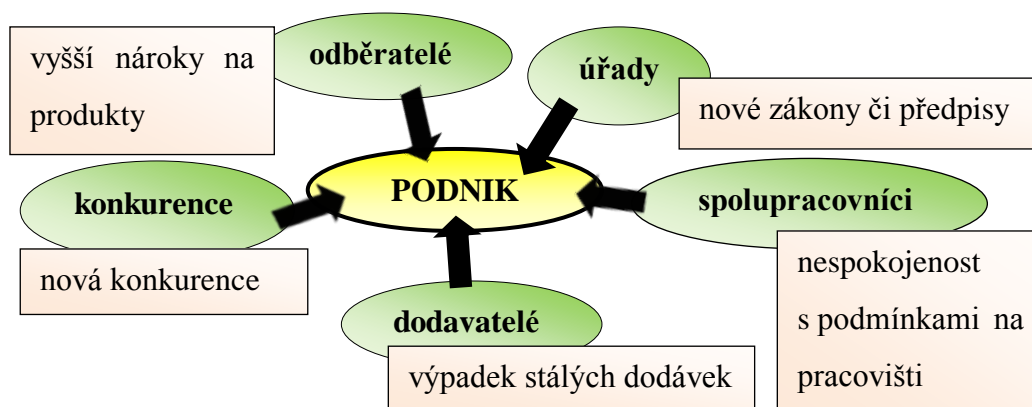 odběratelé
vyšší nároky na
produkty
úřady
nové zákony či předpisy
PODNIK
konkurence
nová konkurence
spolupracovníci
nespokojenost
s podmínkami na
pracovišti
dodavatelé
výpadek stálých dodávek